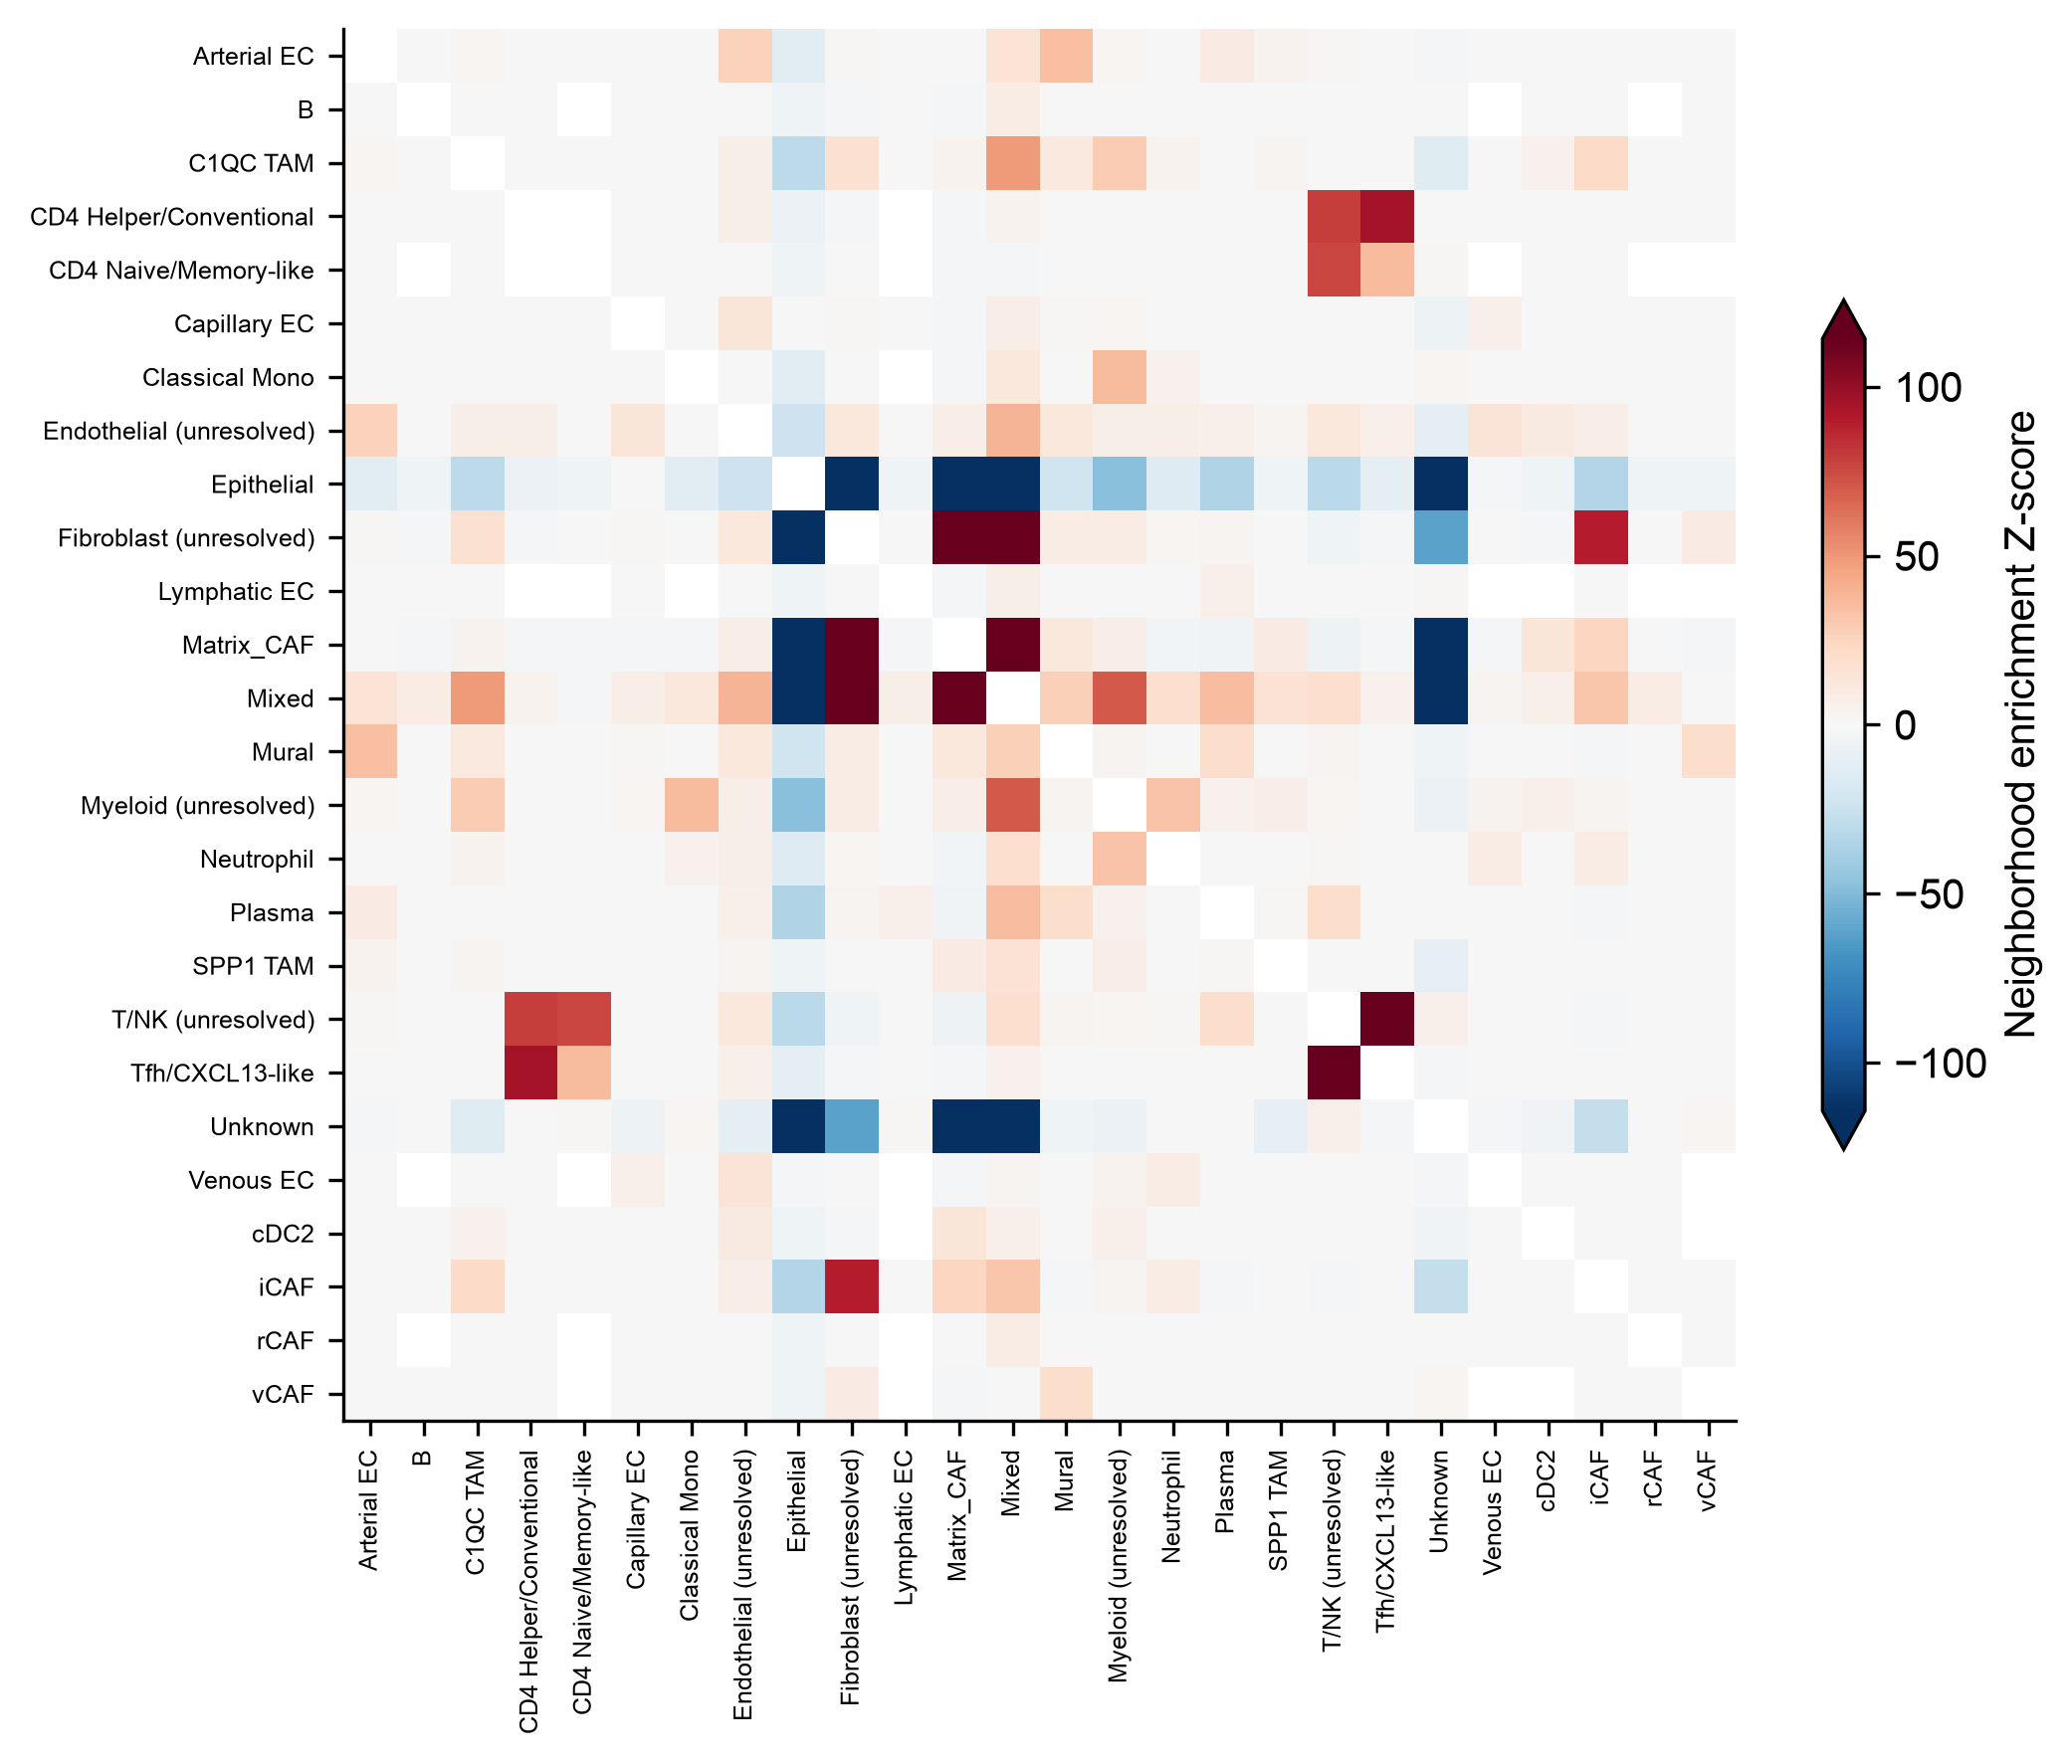 Arterial EC
B
C1QC TAM
CD4 Helper/Conventional
CD4 Naive/Memory-like
Capillary EC
Classical Mono
Endothelial (unresolved)
Epithelial
Fibroblast (unresolved)
Lymphatic EC
Matrix_CAF
Mixed
Mural
Myeloid (unresolved)
Neutrophil
Plasma
SPP1 TAM
T/NK (unresolved)
Tfh/CXCL13-like
Unknown
Venous EC
cDC2
iCAF
rCAF
vCAF
Arterial EC
B
C1QC TAM
CD4 Helper/Conventional
CD4 Naive/Memory-like
Capillary EC
Classical Mono
Endothelial (unresolved)
Epithelial
Fibroblast (unresolved)
Lymphatic EC
Matrix_CAF
Mixed
Mural
Myeloid (unresolved)
Neutrophil
Plasma
SPP1 TAM
T/NK (unresolved)
Tfh/CXCL13-like
Unknown
Venous EC
cDC2
iCAF
rCAF
vCAF
100
50
0
−50
−100
Neighborhood enrichment Z-score